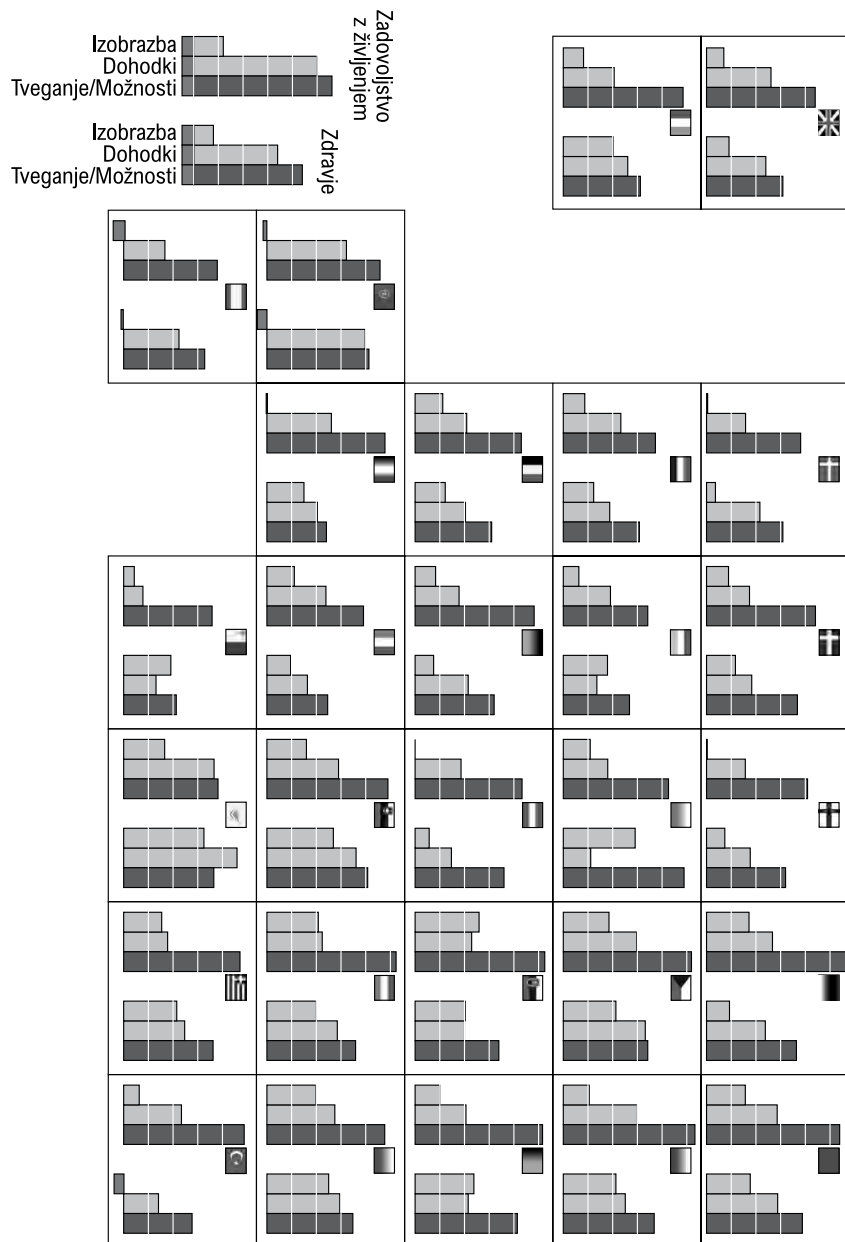 Izobrazba
Dohodki
Tveganje/Možnosti
Zadovoljstvo
z življenjem
Izobrazba
Dohodki
Tveganje/Možnosti
Zdravje